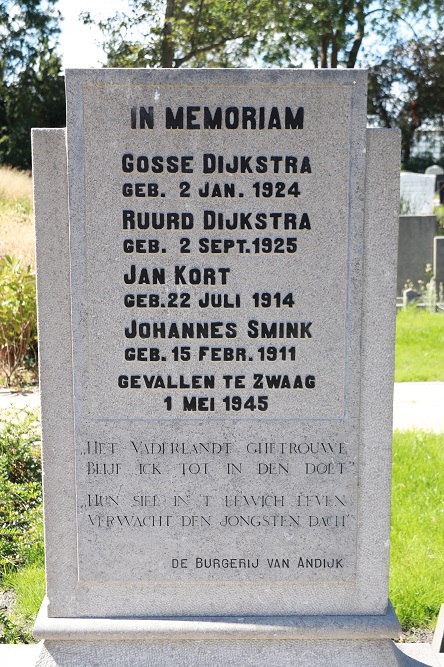 IN MEMORIAM
GOSSE DIJKSTRA
GEB. 2 JAN. 1924
RUURD DIJKSTRA
GEB. 2 SEPT. 1925
JAN KORT
GEB. 22 JULI 1914
JOHANNES SMINK
GEB. 15 FEBR. 1911
GEVALLEN TE ZWAAG
1 MEI 1945
„HET VADERLANDT GHETROUWE
BLIJF ICK TOT IN DEN DOET”
„HUN SIEL IN 'T EEWICH LEVEN
VERWACHT DEN JONGSTEN DACH”
DE BURGERIJ VAN ANDIJK